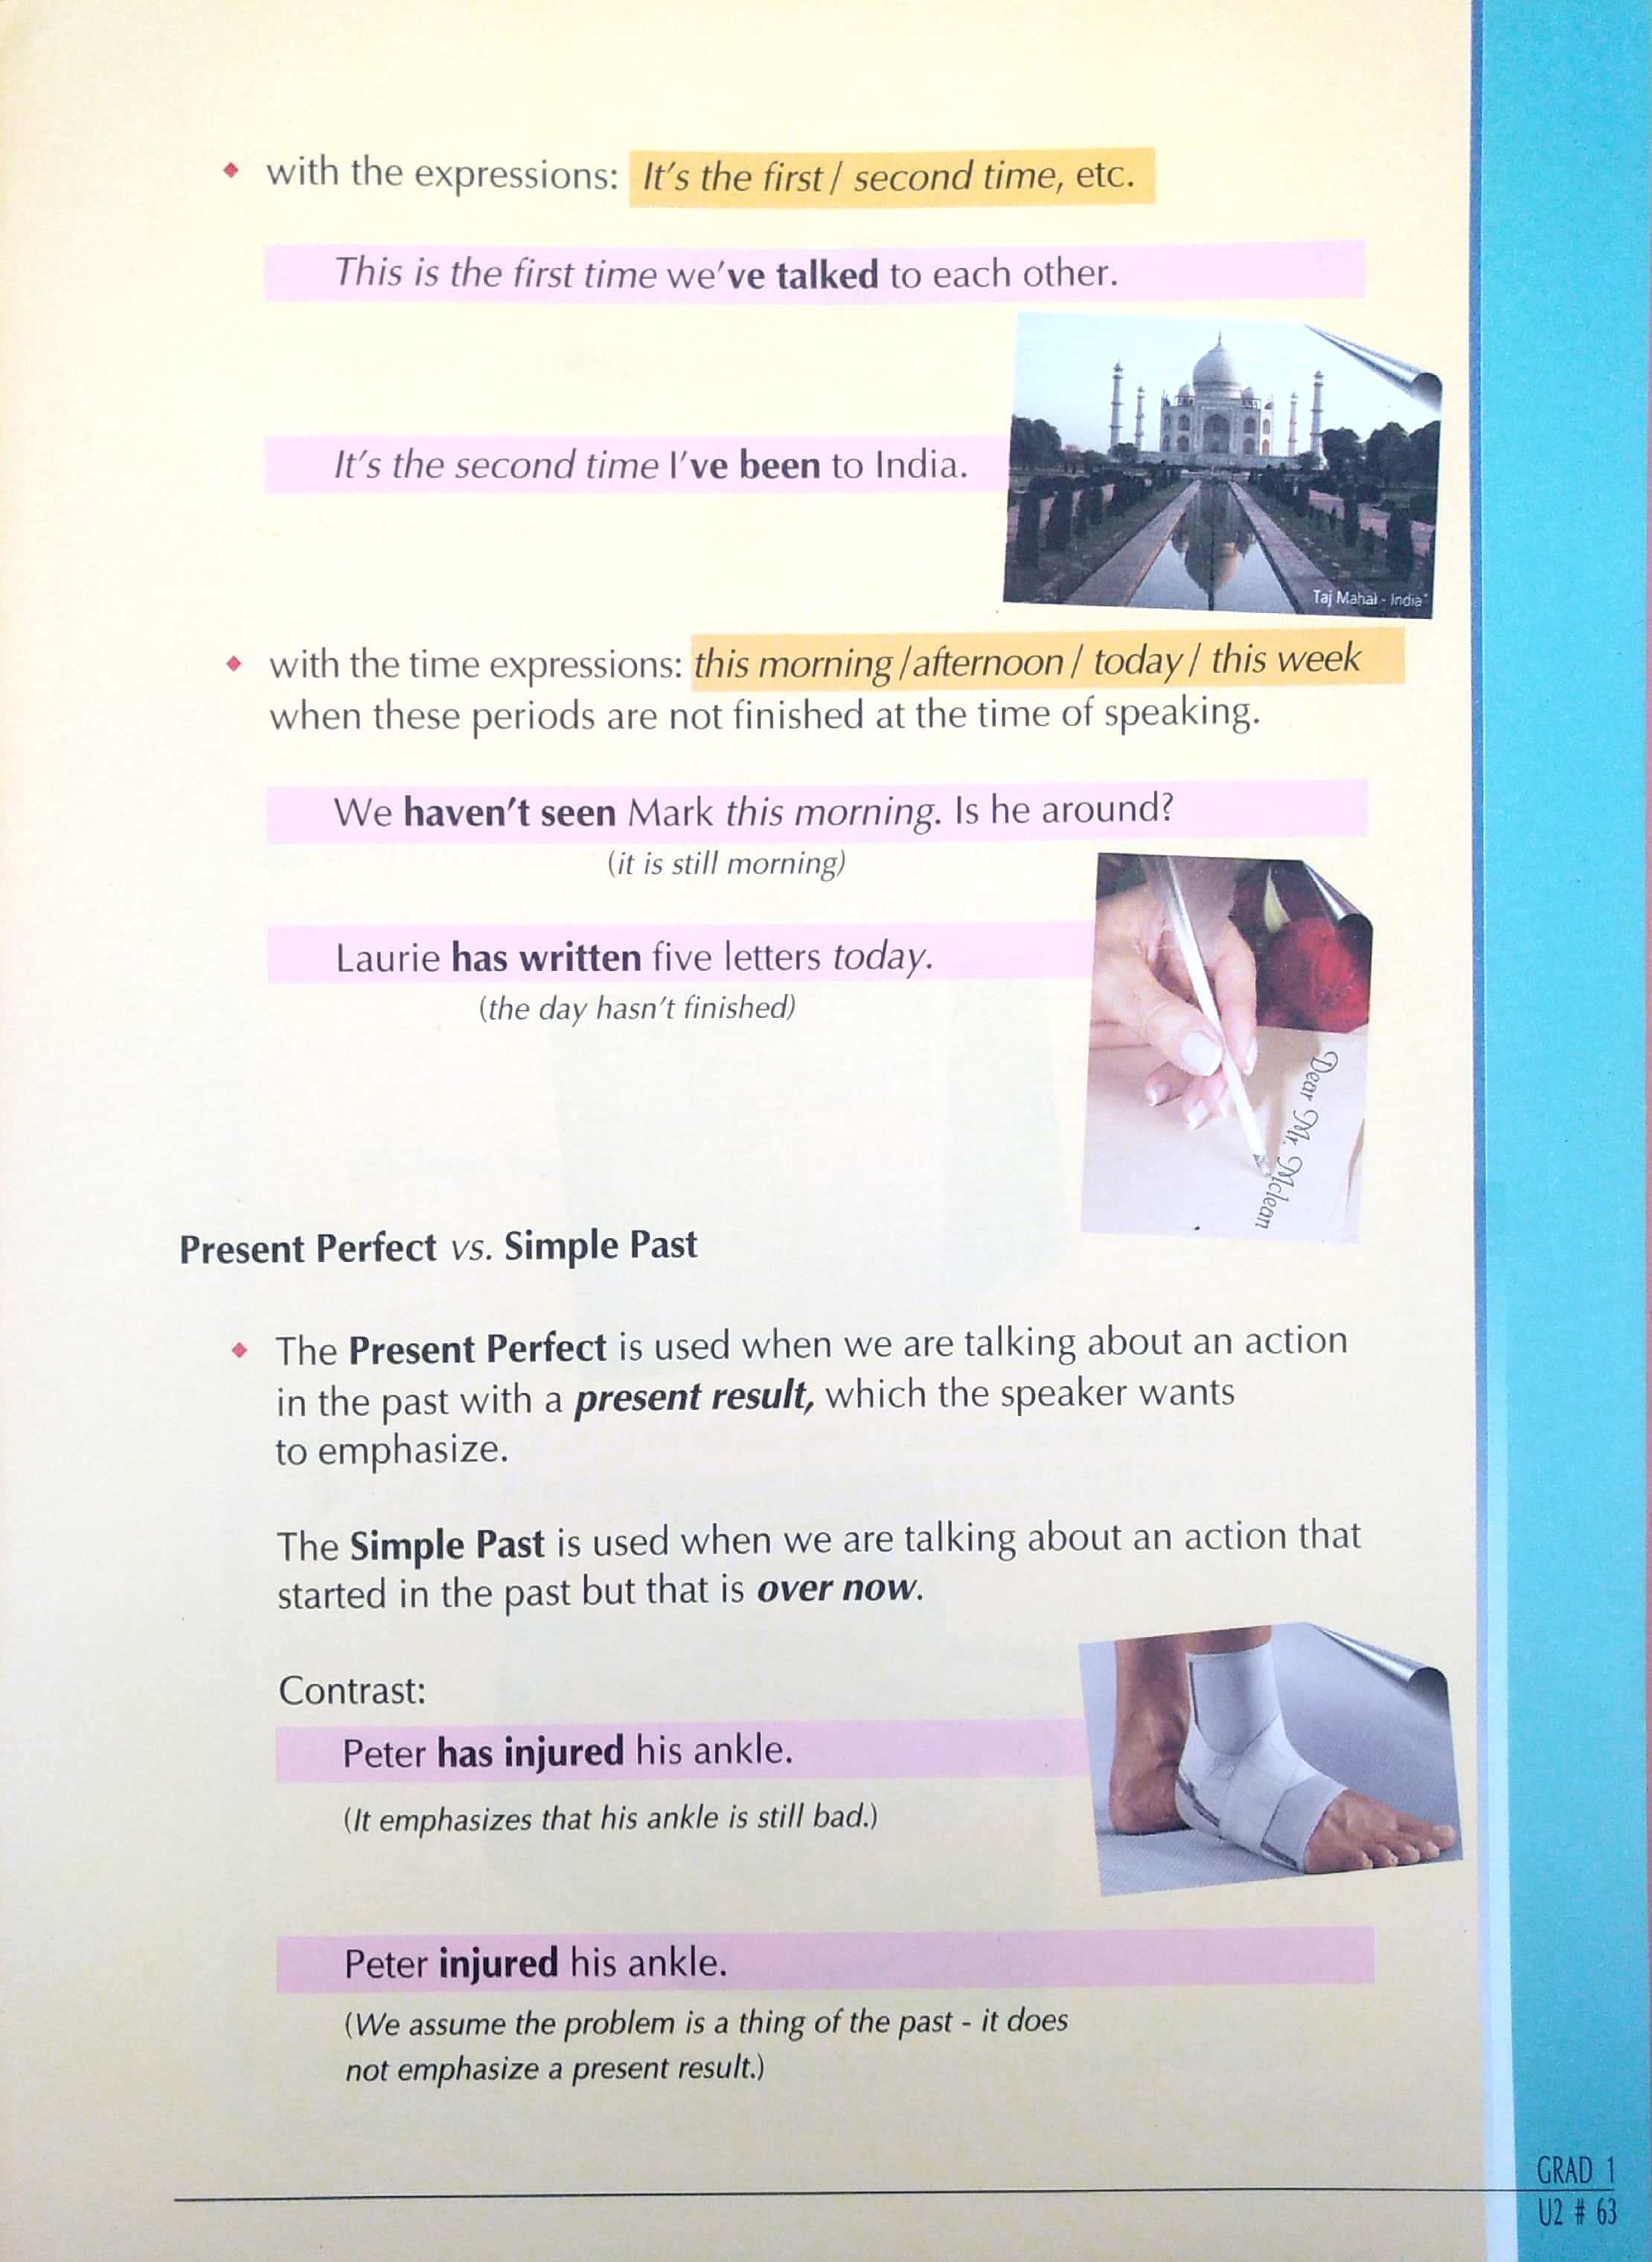 with the expressions: It's the first / second time, etc.
This is the first time we've talked to each other.
It's the second time I've been to India.
Taj Mahal - India
with the time expressions: this morning / afternoon / today / this week
when these periods are not finished at the time of speaking.
We haven't seen Mark this morning. Is he around?
(it is still morning)
Laurie has written five letters today.
(the day hasn't finished)
Dear Mr. Mclean
Present Perfect vs. Simple Past
The Present Perfect is used when we are talking about an action
in the past with a present result, which the speaker wants
to emphasize.
The Simple Past is used when we are talking about an action that
started in the past but that is over now.
Contrast:
Peter has injured his ankle.
(It emphasizes that his ankle is still bad.)
Peter injured his ankle.
(We assume the problem is a thing of the past - it does
not emphasize a present result.)
GRAD 1
U2 # 63